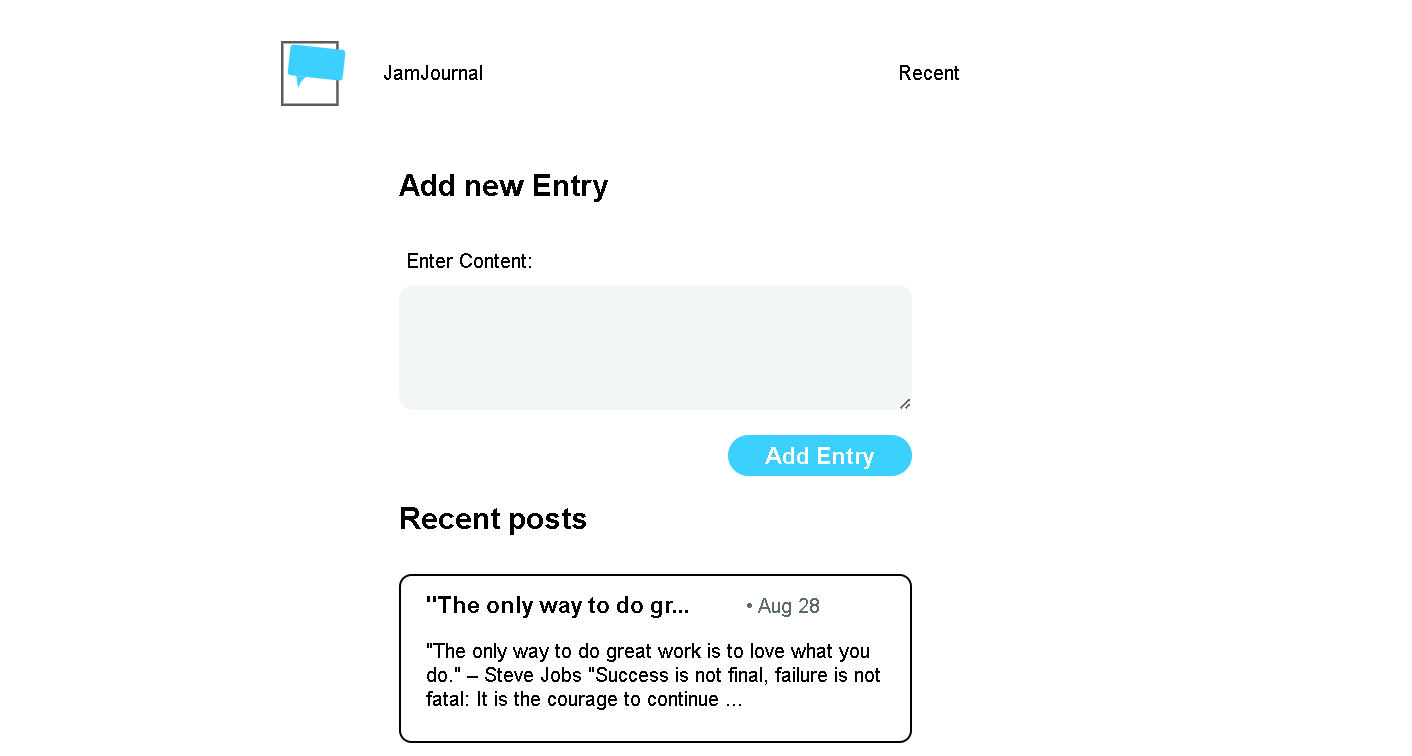 JamJournal
Recent
Add new Entry
Enter Content:
Add Entry
Recent posts
"The only way to do gr...
• Aug 28
"The only way to do great work is to love what you
do." – Steve Jobs "Success is not final, failure is not
fatal: It is the courage to continue ...